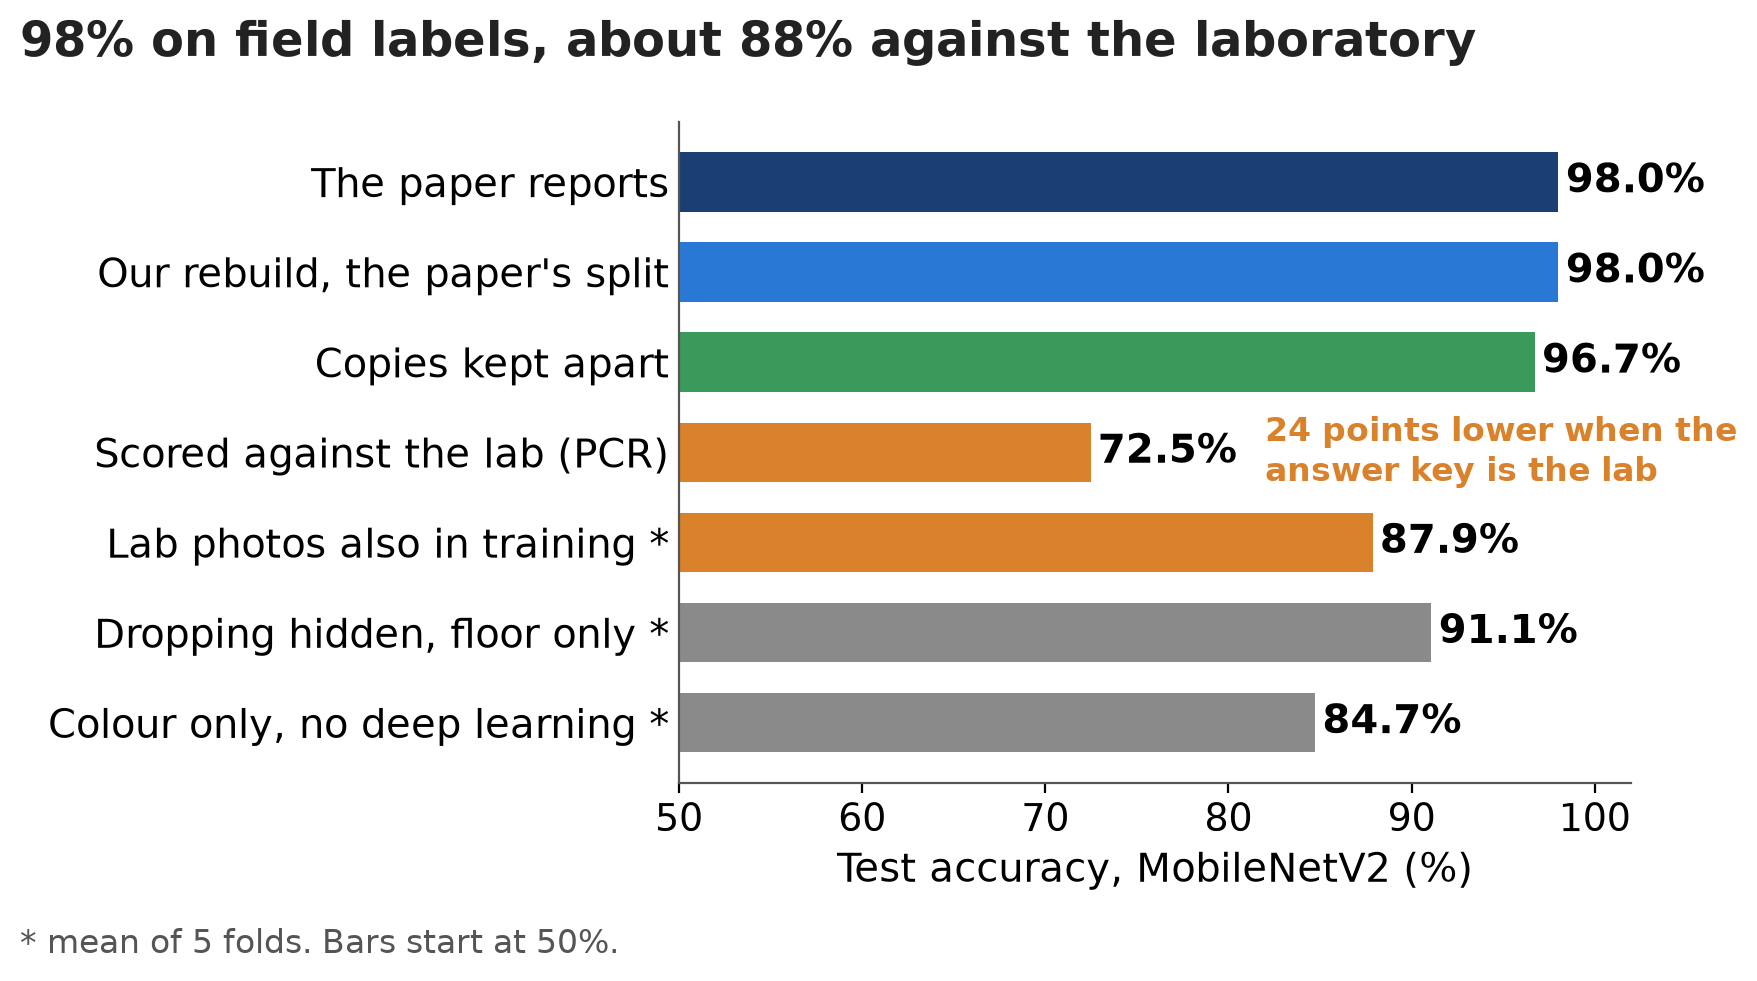 98% on field labels, about 88% against the laboratory
The paper reports
98.0%
Our rebuild, the paper's split
98.0%
Copies kept apart
96.7%
Scored against the lab (PCR)
72.5%
24 points lower when the
answer key is the lab
Lab photos also in training *
87.9%
Dropping hidden, floor only *
91.1%
Colour only, no deep learning *
84.7%
50 60 70 80 90 100
Test accuracy, MobileNetV2 (%)
* mean of 5 folds. Bars start at 50%.